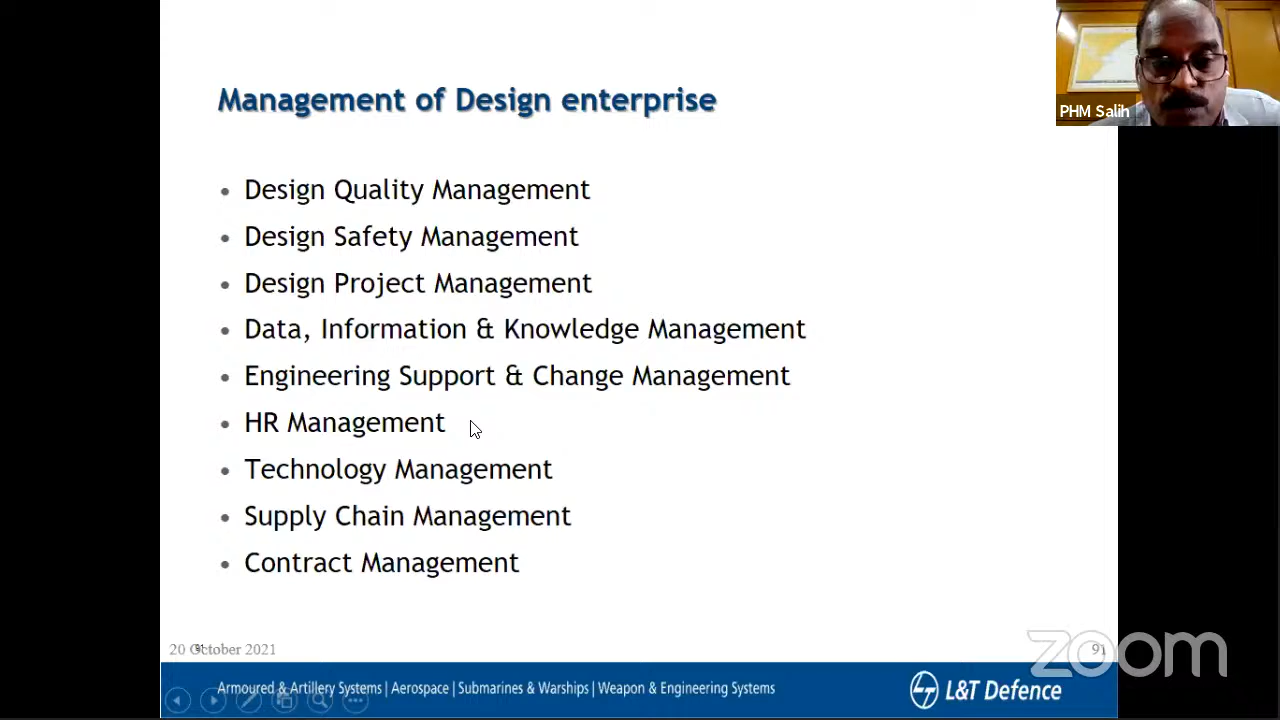 Management of Design enterprise
PHM Salih
• Design Quality Management
• Design Safety Management
• Design Project Management
• Data, Information & Knowledge Management
• Engineering Support & Change Management
• HR Management
• Technology Management
• Supply Chain Management
• Contract Management
20 October 2021
91
91
zoom
Armoured & Artillery Systems | Aerospace | Submarines & Warships | Weapon & Engineering Systems
L&T Defence